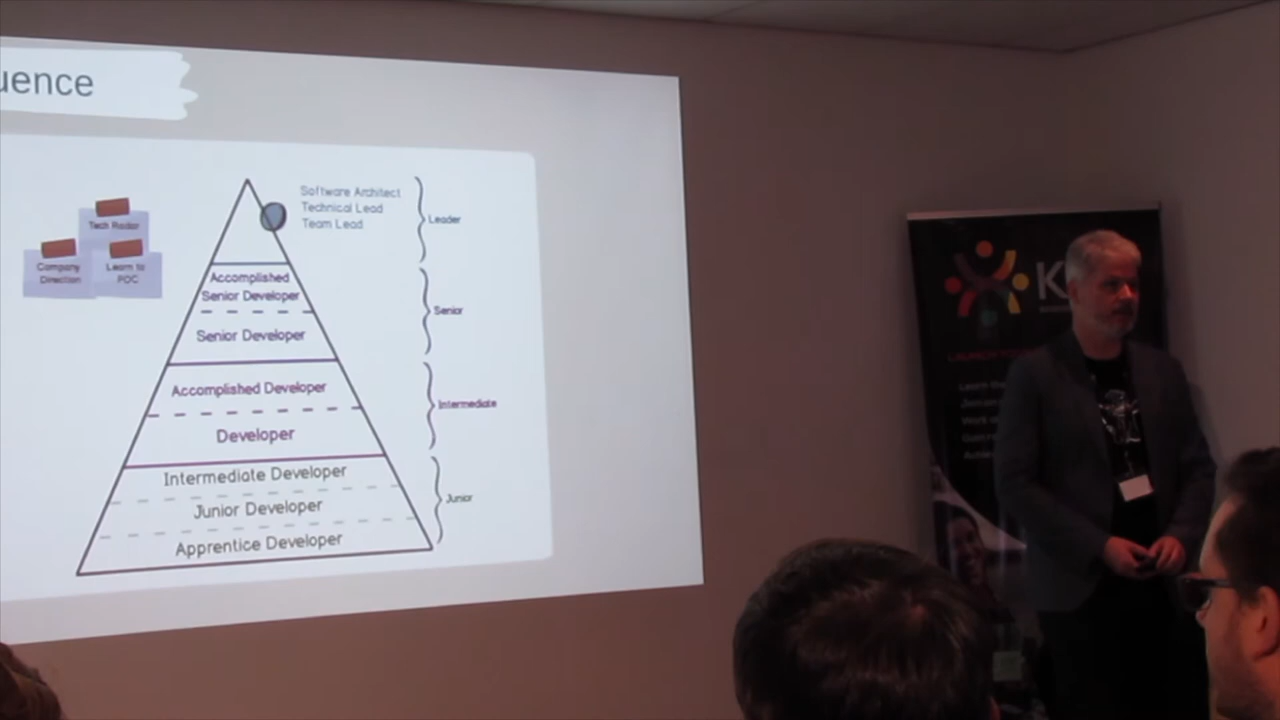 uence
Tech Radar
Company
Direction
Learn to
POC
Software Architect
Technical Lead
Team Lead
Leader
Accomplished
Senior Developer
Senior Developer
Senior
Accomplished Developer
Developer
Intermediate
Intermediate Developer
Junior Developer
Apprentice Developer
Junior
K